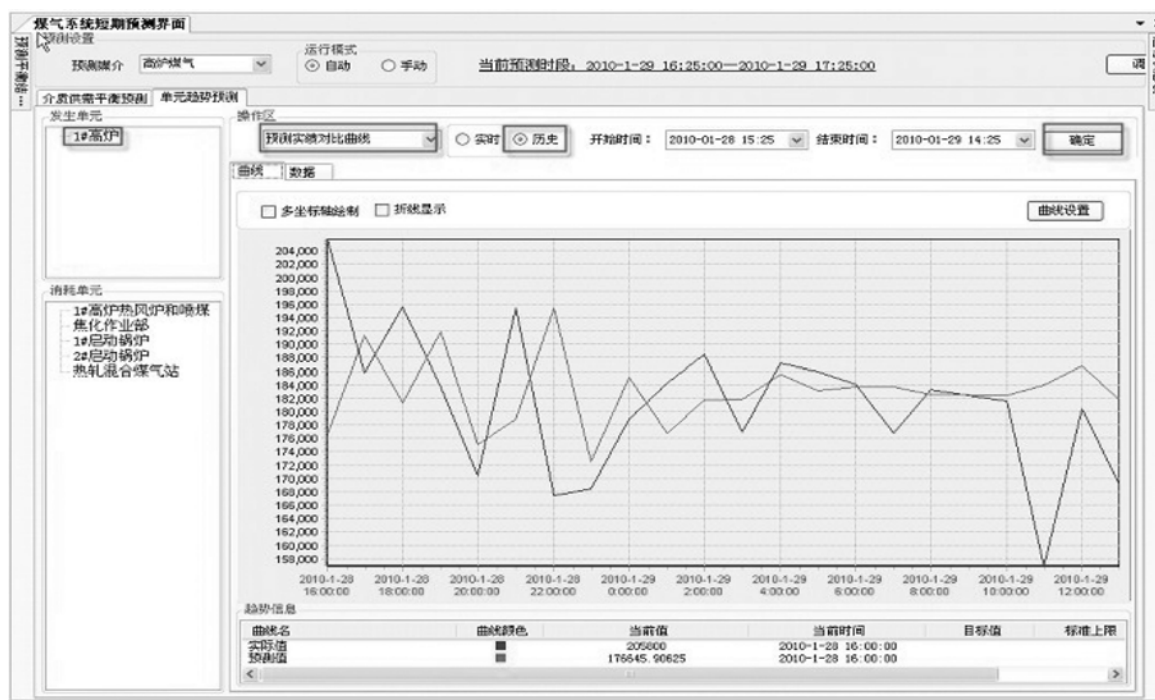 煤气系统短期预测界面
预测设置
预测媒介 高炉煤气
运行模式
自动 手动
当前预测时段: 2010-1-29 16:25:00—2010-1-29 17:25:00
调
预测平衡结...
介质供需平衡预测 单元趋势预测
发生单元
1#高炉
操作区
预测实绩对比曲线 实时 历史 开始时间: 2010-01-28 15:25 结束时间: 2010-01-29 14:25 确定
曲线 数据
多坐标轴绘制 折线显示 曲线设置
消耗单元
1#高炉热风炉和喷煤
焦化作业部
1#启动锅炉
2#启动锅炉
热轧混合煤气站
204,000
202,000
200,000
198,000
196,000
194,000
192,000
190,000
188,000
186,000
184,000
182,000
180,000
178,000
176,000
174,000
172,000
170,000
168,000
166,000
164,000
162,000
160,000
158,000
2010-1-28 2010-1-28 2010-1-28 2010-1-28 2010-1-29 2010-1-29 2010-1-29 2010-1-29 2010-1-29 2010-1-29 2010-1-29
16:00:00 18:00:00 20:00:00 22:00:00 0:00:00 2:00:00 4:00:00 6:00:00 8:00:00 10:00:00 12:00:00
趋势信息
曲线名 曲线颜色 当前值 当前时间 目标值 标准上限
实际值 205800 2010-1-28 16:00:00
预测值 176645.90625 2010-1-28 16:00:00